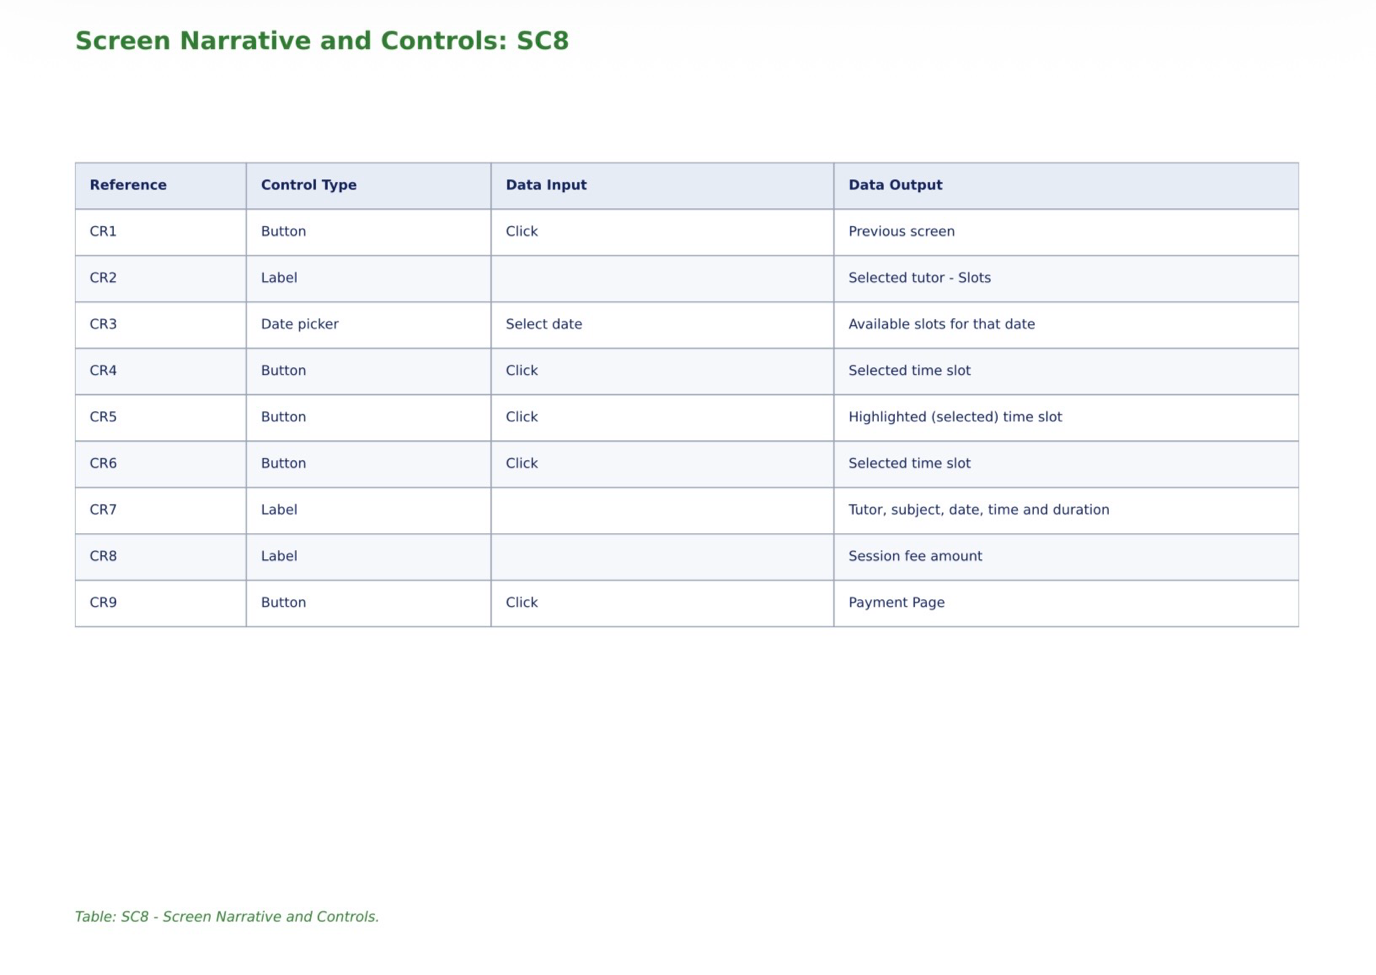 Screen Narrative and Controls: SC8
Reference Control Type Data Input Data Output
CR1 Button Click Previous screen
CR2 Label Selected tutor - Slots
CR3 Date picker Select date Available slots for that date
CR4 Button Click Selected time slot
CR5 Button Click Highlighted (selected) time slot
CR6 Button Click Selected time slot
CR7 Label Tutor, subject, date, time and duration
CR8 Label Session fee amount
CR9 Button Click Payment Page
Table: SC8 - Screen Narrative and Controls.